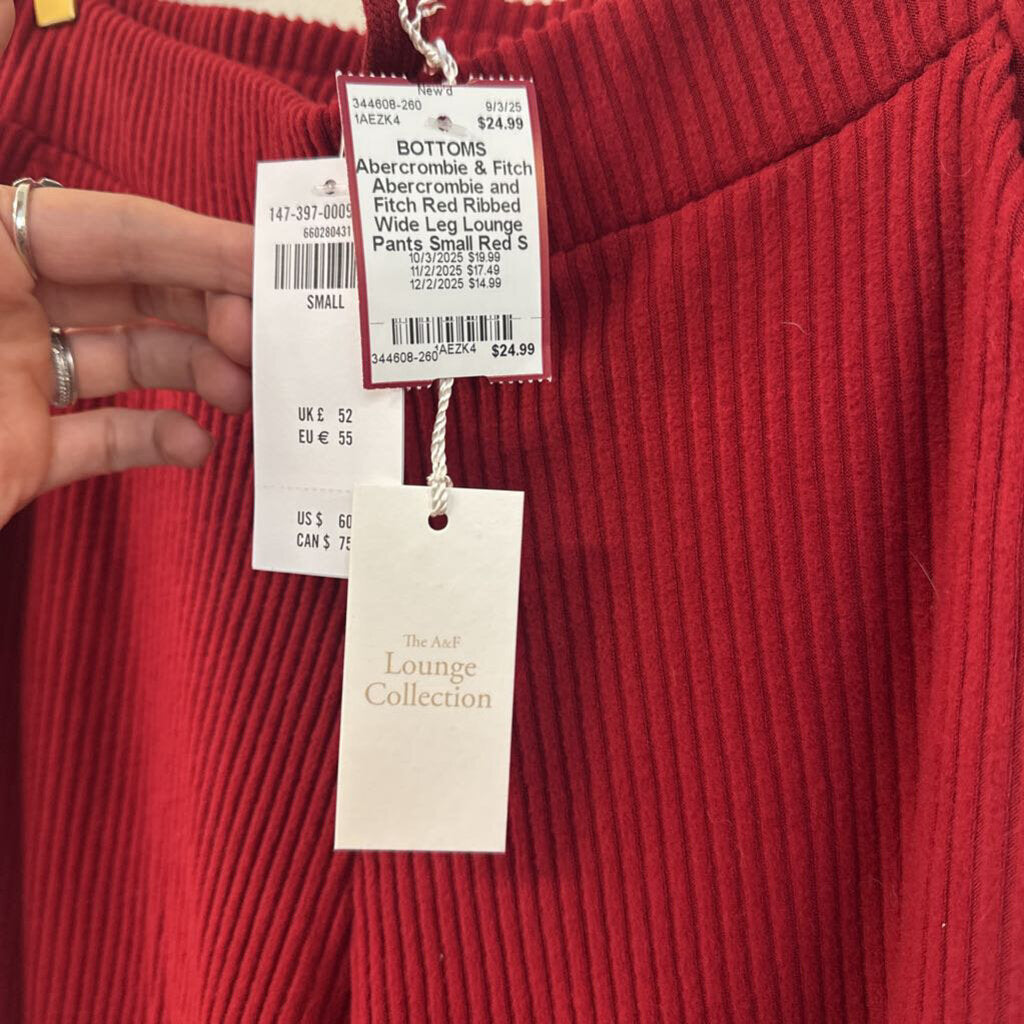 New'd
344608-260 9/3/25
1AEZK4 $24.99
BOTTOMS
Abercrombie & Fitch
Abercrombie and
Fitch Red Ribbed
Wide Leg Lounge
Pants Small Red S
10/3/2025 $19.99
11/2/2025 $17.49
12/2/2025 $14.99
344608-260 1AEZK4 $24.99
147-397-0009
660280431
SMALL
UK £ 52
EU € 55
US $ 60
CAN $ 75
The A&F
Lounge
Collection